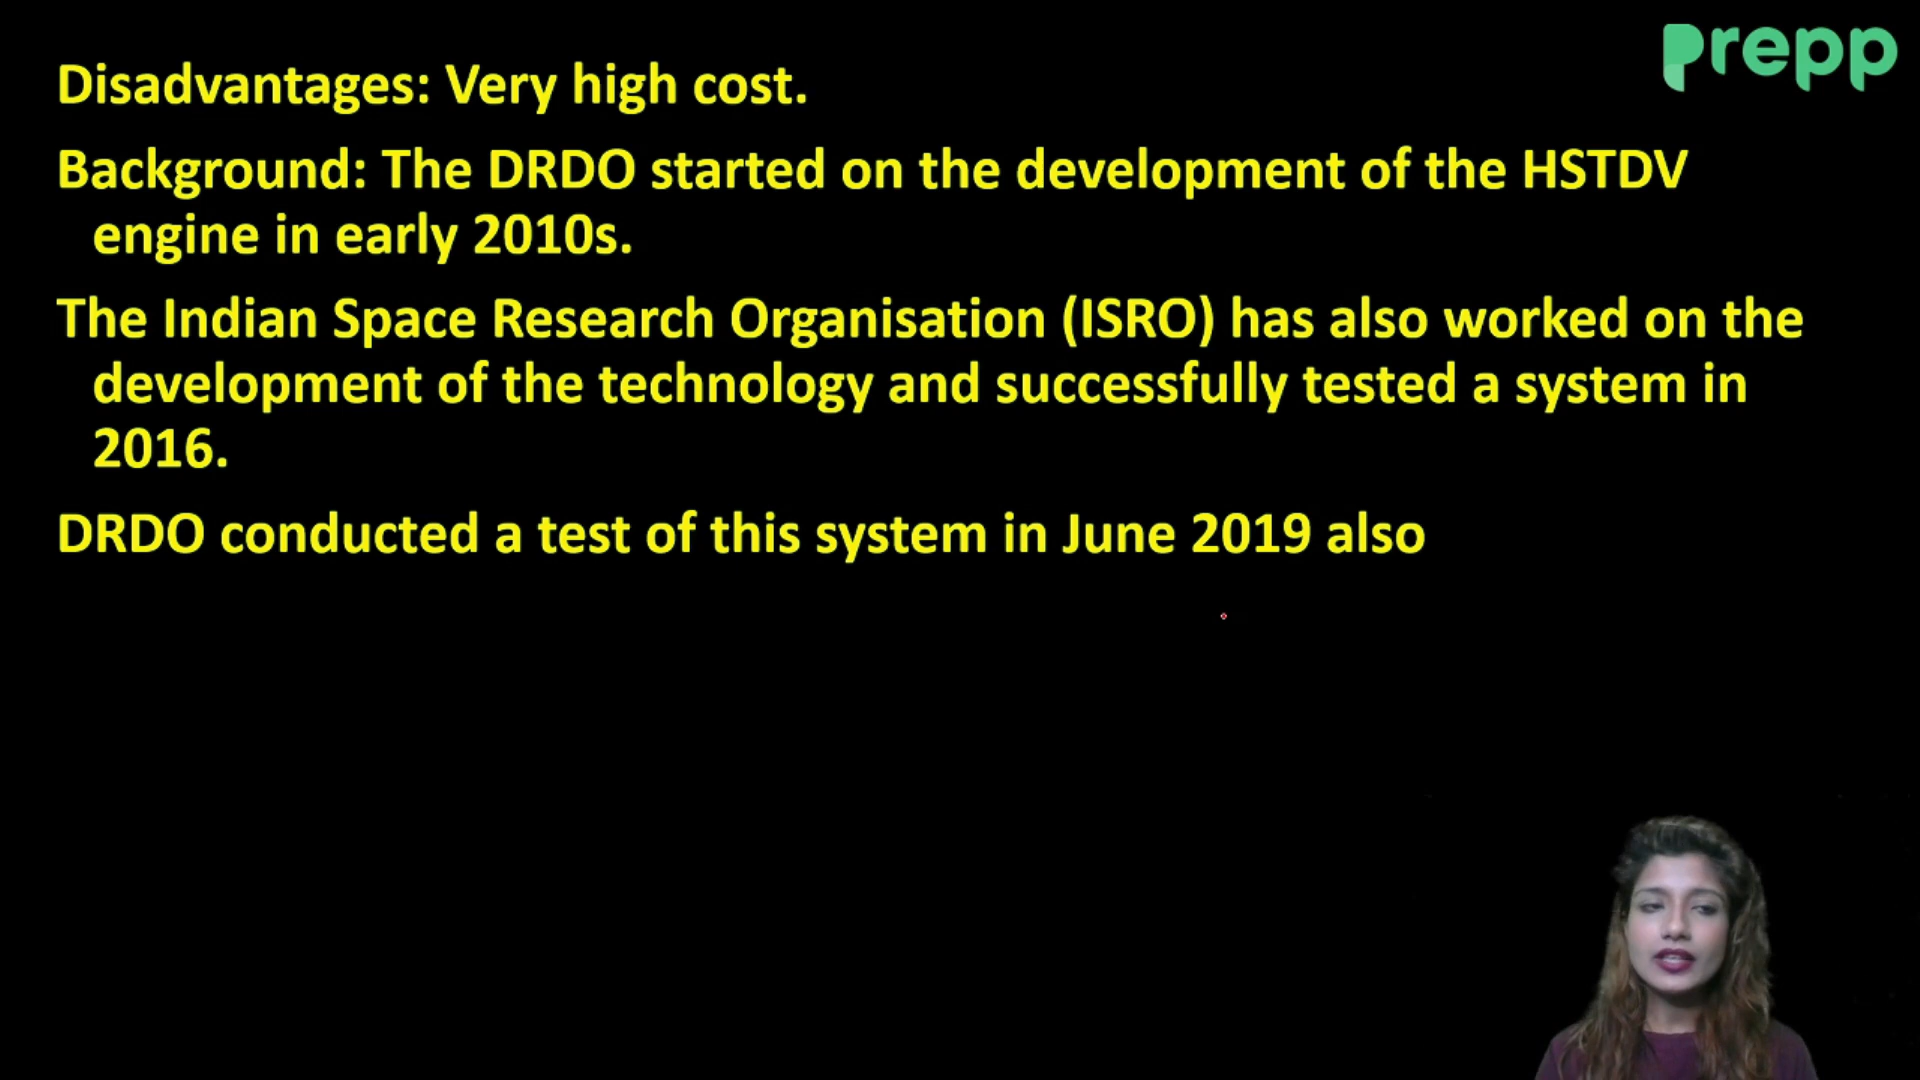 prepp
Disadvantages: Very high cost.
Background: The DRDO started on the development of the HSTDV
engine in early 2010s.
The Indian Space Research Organisation (ISRO) has also worked on the
development of the technology and successfully tested a system in
2016.
DRDO conducted a test of this system in June 2019 also